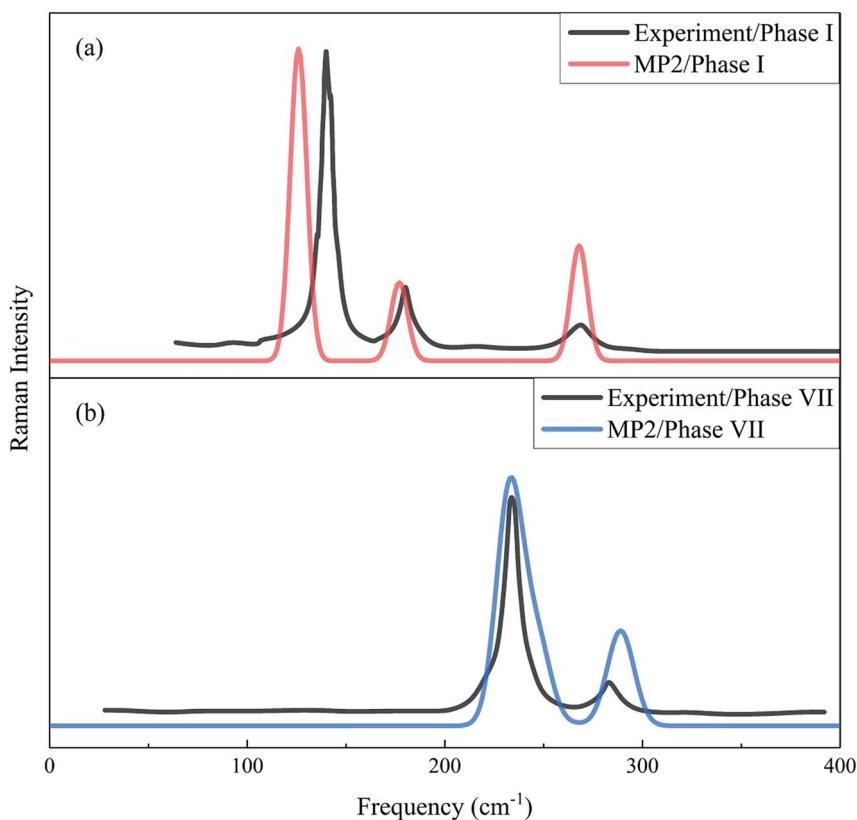 (a)
Experiment/Phase I
MP2/Phase I
(b)
Experiment/Phase VII
MP2/Phase VII
Raman Intensity
0 100 200 300 400
Frequency (cm⁻¹)